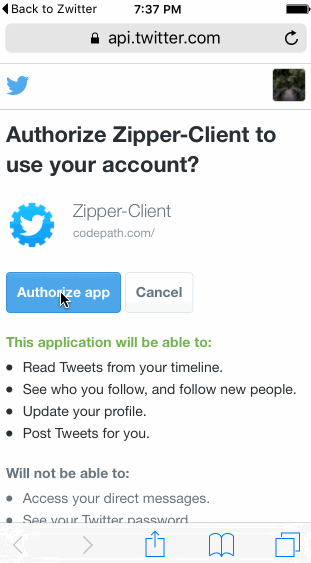 Back to Zwitter 7:37 PM
api.twitter.com
Authorize Zipper-Client to
use your account?
Zipper-Client
codepath.com/
Authorize app Cancel
This application will be able to:
• Read Tweets from your timeline.
• See who you follow, and follow new people.
• Update your profile.
• Post Tweets for you.
Will not be able to:
• Access your direct messages.
• See your Twitter password